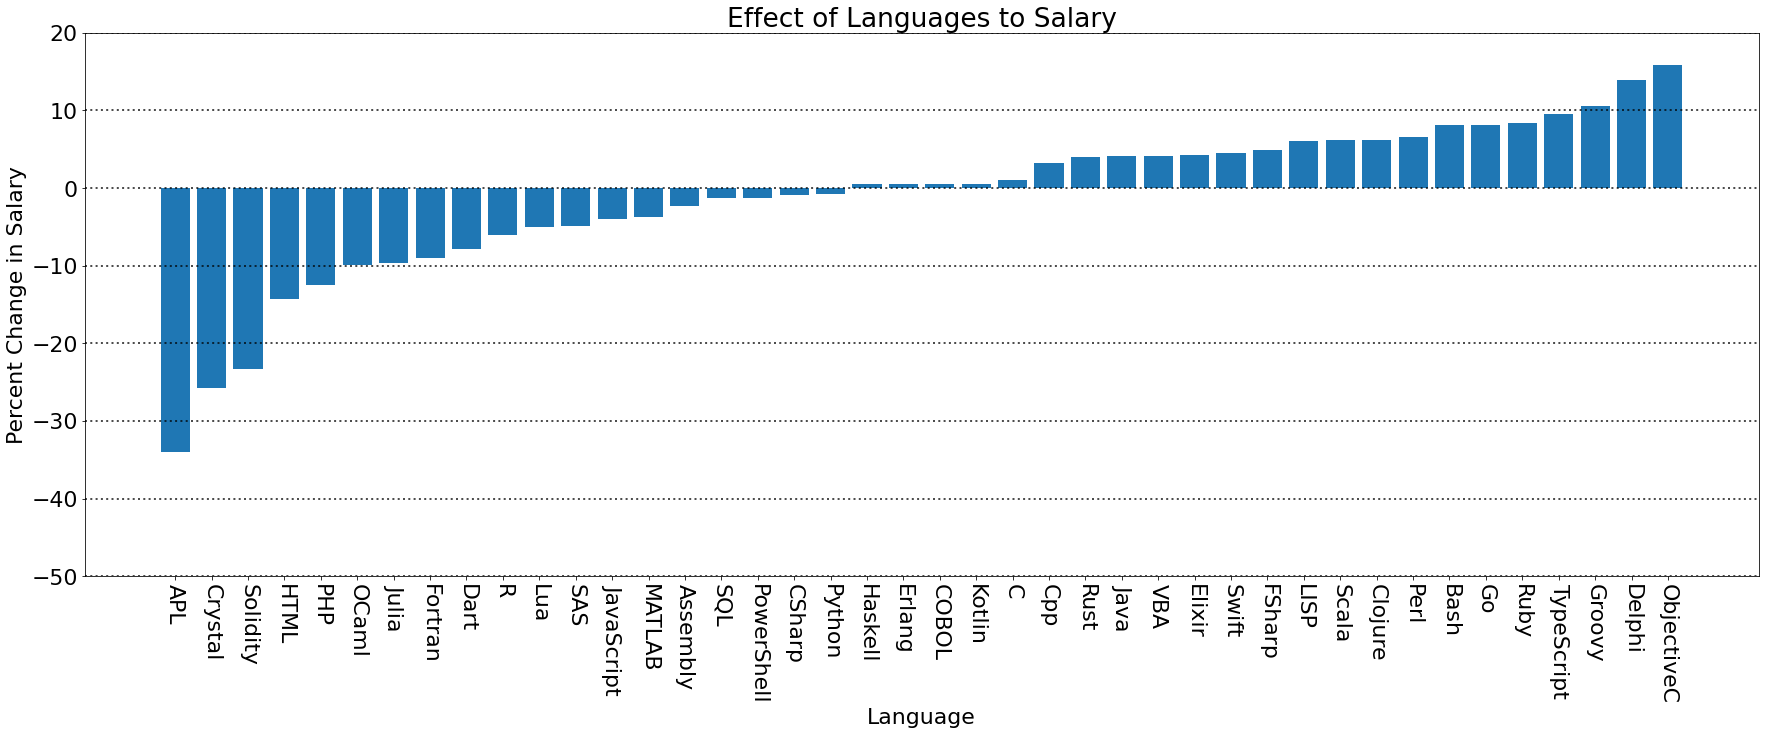 Effect of Languages to Salary
20
10
0
−10
−20
−30
−40
−50
Percent Change in Salary
APL
Crystal
Solidity
HTML
PHP
OCaml
Julia
Fortran
Dart
R
Lua
SAS
JavaScript
MATLAB
Assembly
SQL
PowerShell
CSharp
Python
Haskell
Erlang
COBOL
Kotlin
C
Cpp
Rust
Java
VBA
Elixir
Swift
FSharp
LISP
Scala
Clojure
Perl
Bash
Go
Ruby
TypeScript
Groovy
Delphi
ObjectiveC
Language